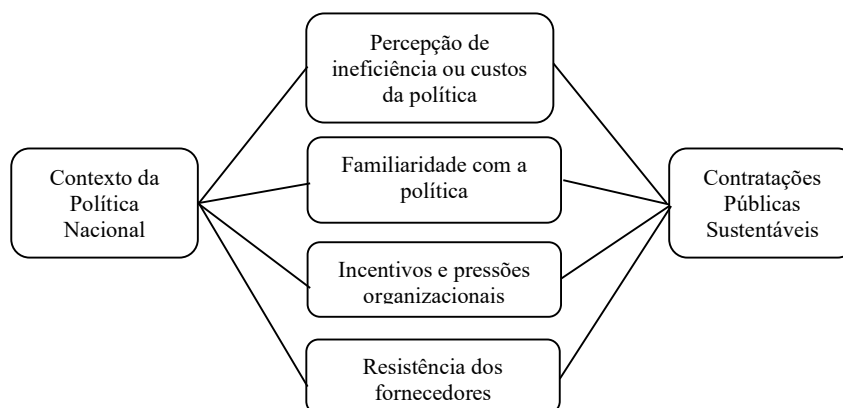 Percepção de
ineficiência ou custos
da política
Familiaridade com a
política
Contexto da
Política
Nacional
Contratações
Públicas
Sustentáveis
Incentivos e pressões
organizacionais
Resistência dos
fornecedores